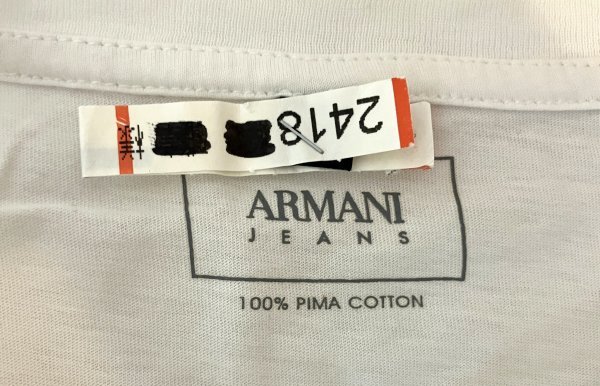 2418
ARMANI
JEANS
100% PIMA COTTON